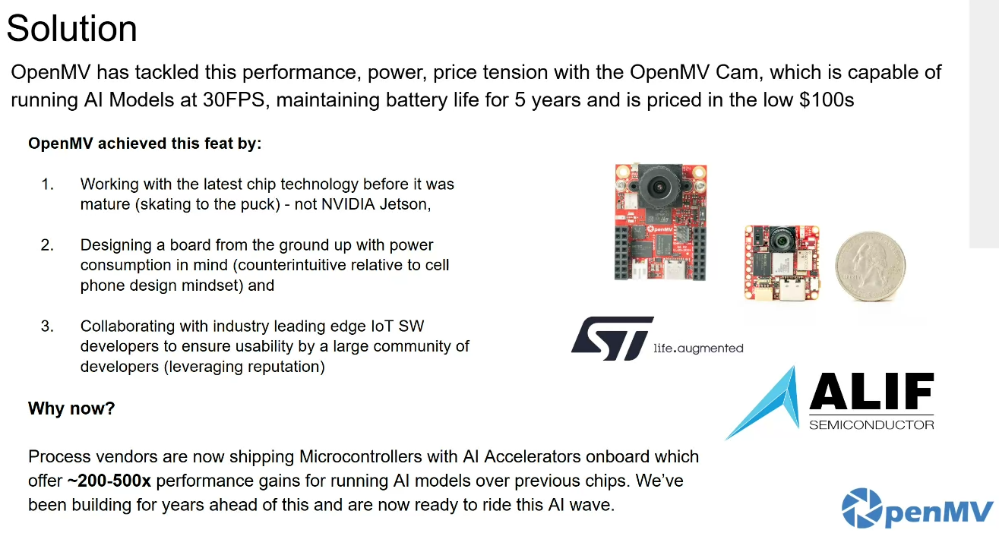 Solution
OpenMV has tackled this performance, power, price tension with the OpenMV Cam, which is capable of
running AI Models at 30FPS, maintaining battery life for 5 years and is priced in the low $100s
OpenMV achieved this feat by:
1. Working with the latest chip technology before it was
mature (skating to the puck) - not NVIDIA Jetson,
2. Designing a board from the ground up with power
consumption in mind (counterintuitive relative to cell
phone design mindset) and
3. Collaborating with industry leading edge IoT SW
developers to ensure usability by a large community of
developers (leveraging reputation)
OpenMV
ST life.augmented
ALIF
SEMICONDUCTOR
Why now?
Process vendors are now shipping Microcontrollers with AI Accelerators onboard which
offer ~200-500x performance gains for running AI models over previous chips. We've
been building for years ahead of this and are now ready to ride this AI wave.
OpenMV